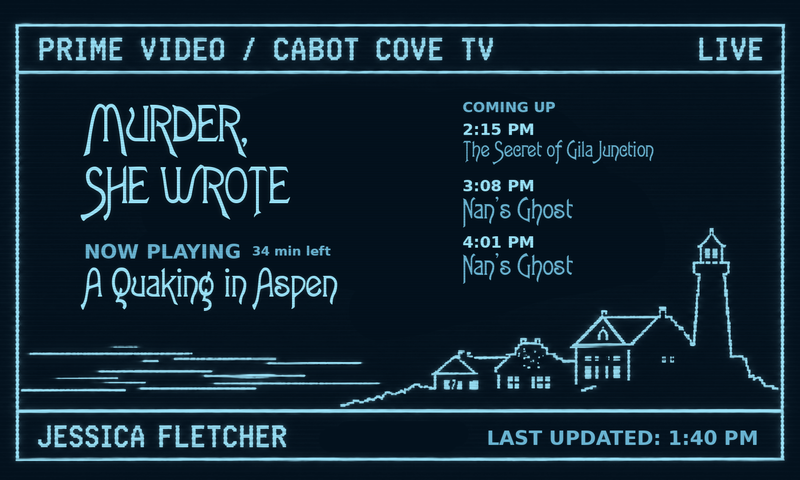 PRIME VIDEO / CABOT COVE TV
LIVE
MURDER,
SHE WROTE
NOW PLAYING 34 min left
A Quaking in Aspen
COMING UP
2:15 PM
The Secret of Gila Junction
3:08 PM
Nan's Ghost
4:01 PM
Nan's Ghost
JESSICA FLETCHER
LAST UPDATED: 1:40 PM